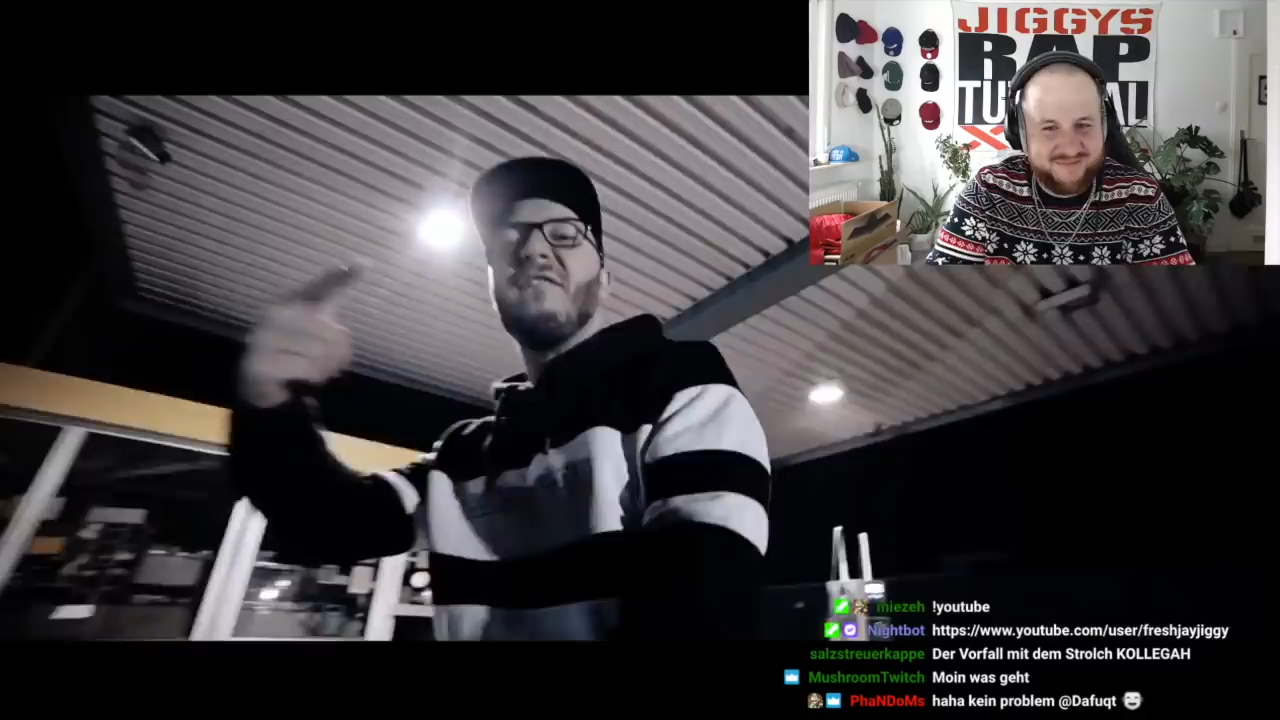 JIGGYS
RAP
miezeh !youtube
Nightbot https://www.youtube.com/user/freshjayjiggy
salzstreuerkappe Der Vorfall mit dem Strolch KOLLEGAH
MushroomTwitch Moin was geht
PhaNDoMs haha kein problem @Dafuqt